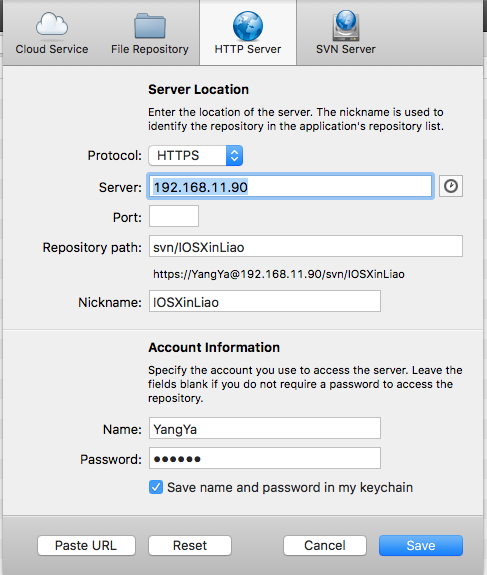 Cloud Service
File Repository
HTTP Server
SVN Server
Server Location
Enter the location of the server. The nickname is used to
identify the repository in the application's repository list.
Protocol: HTTPS
Server: 192.168.11.90
Port:
Repository path: svn/IOSXinLiao
https://YangYa@192.168.11.90/svn/IOSXinLiao
Nickname: IOSXinLiao
Account Information
Specify the account you use to access the server. Leave the
fields blank if you do not require a password to access the
repository.
Name: YangYa
Password: ●●●●●●
Save name and password in my keychain
Paste URL
Reset
Cancel
Save